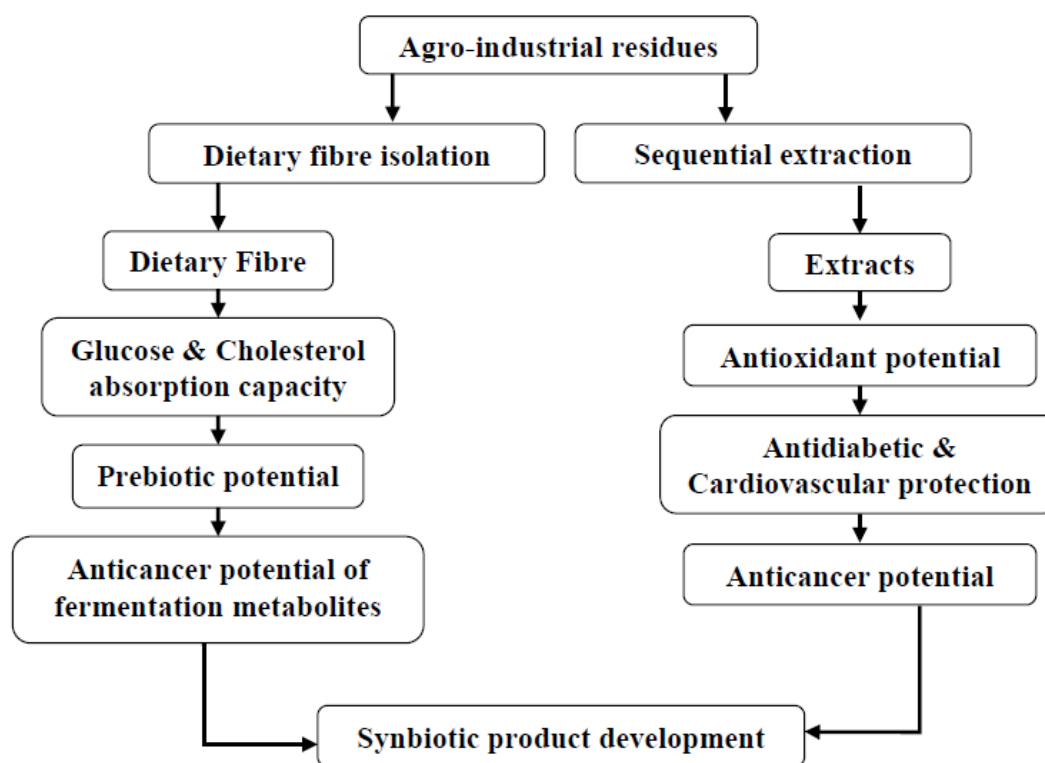 Agro-industrial residues
Dietary fibre isolation
Sequential extraction
Dietary Fibre
Extracts
Glucose & Cholesterol
absorption capacity
Antioxidant potential
Prebiotic potential
Antidiabetic &
Cardiovascular protection
Anticancer potential of
fermentation metabolites
Anticancer potential
Synbiotic product development